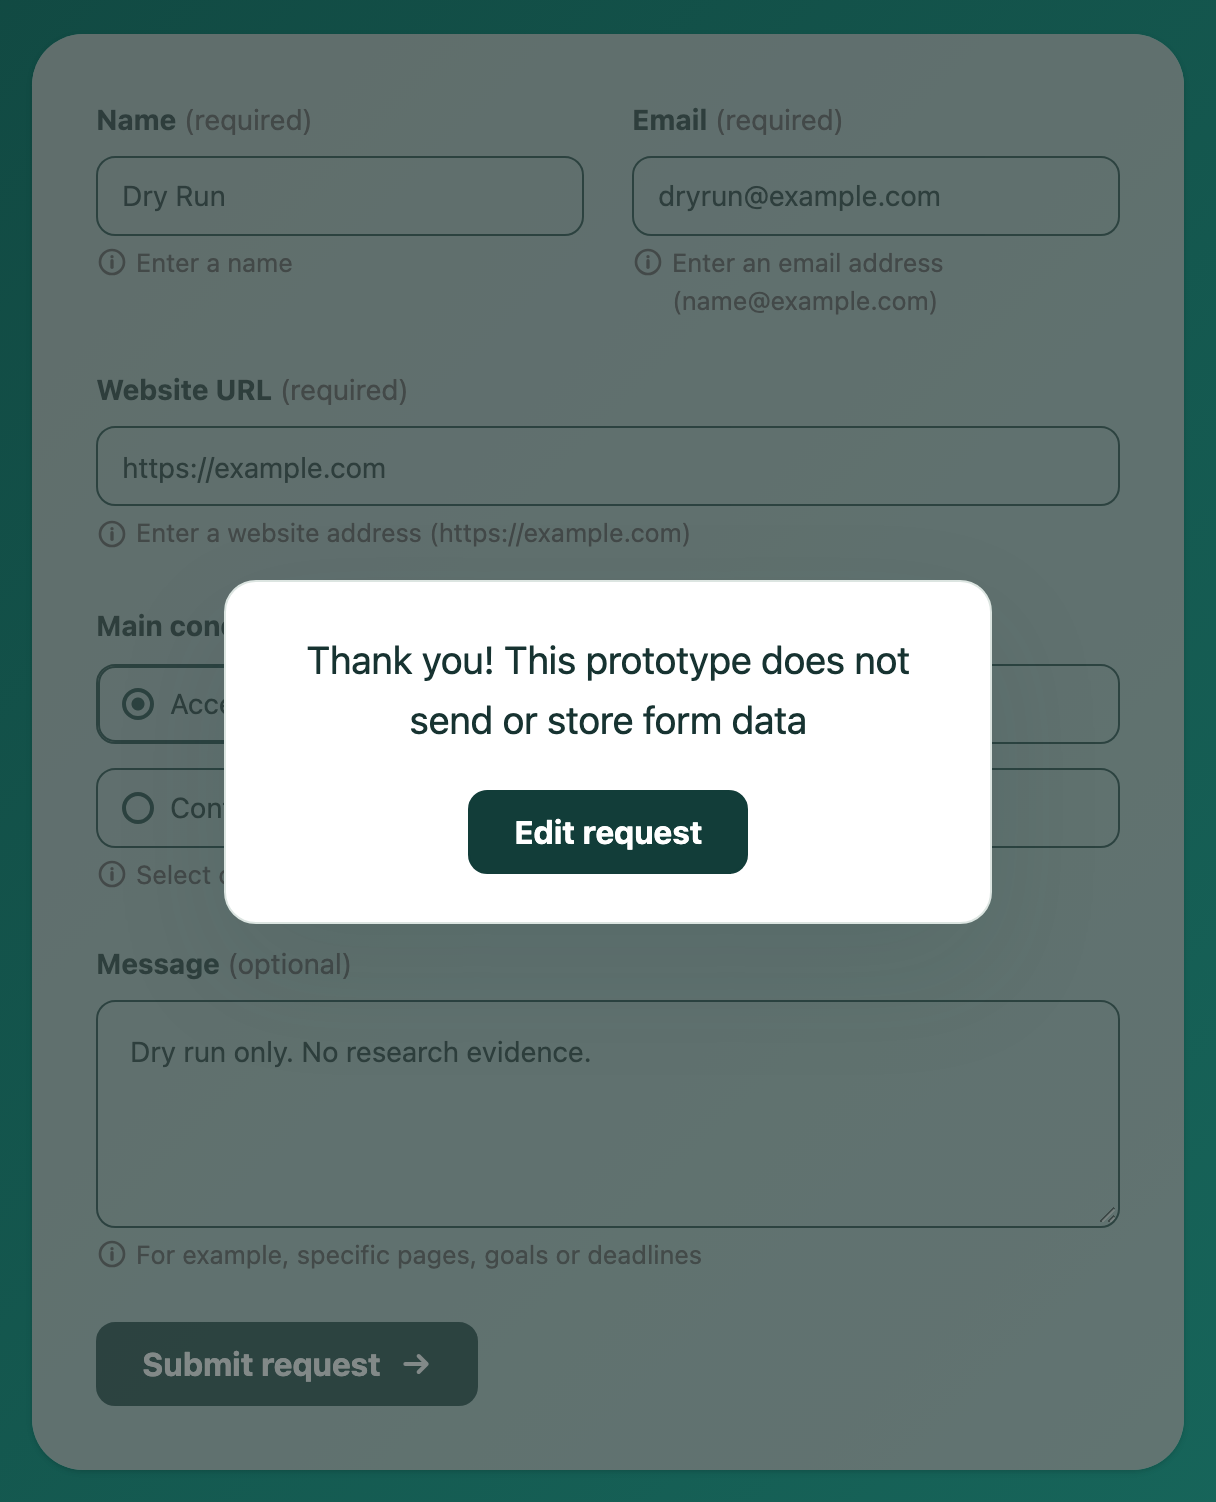 Name (required)
Email (required)
Dry Run
dryrun@example.com
Enter a name
Enter an email address
(name@example.com)
Website URL (required)
https://example.com
Enter a website address (https://example.com)
Main
Thank you! This prototype does not
send or store form data
Edit request
Select
Message (optional)
Dry run only. No research evidence.
For example, specific pages, goals or deadlines
Submit request